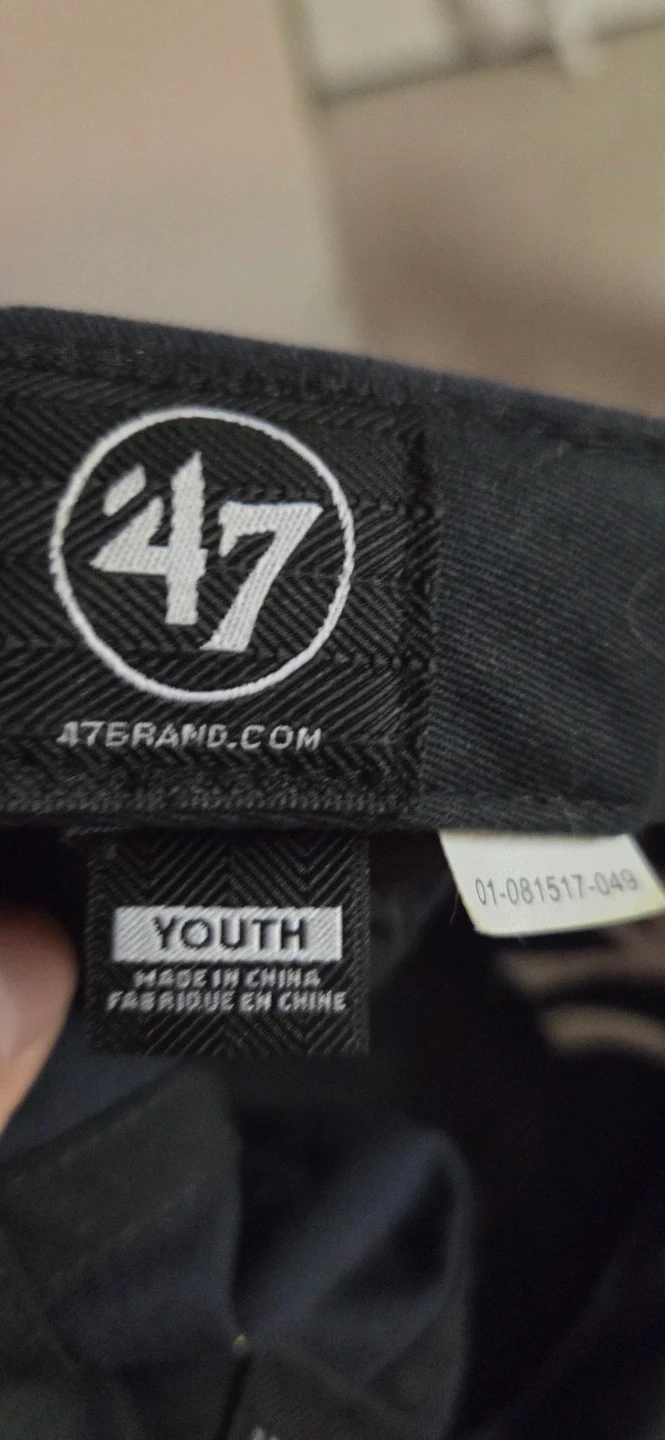 '47
47BRAND.COM
01-081517-049
YOUTH
MADE IN CHINA
FABRIQUE EN CHINE